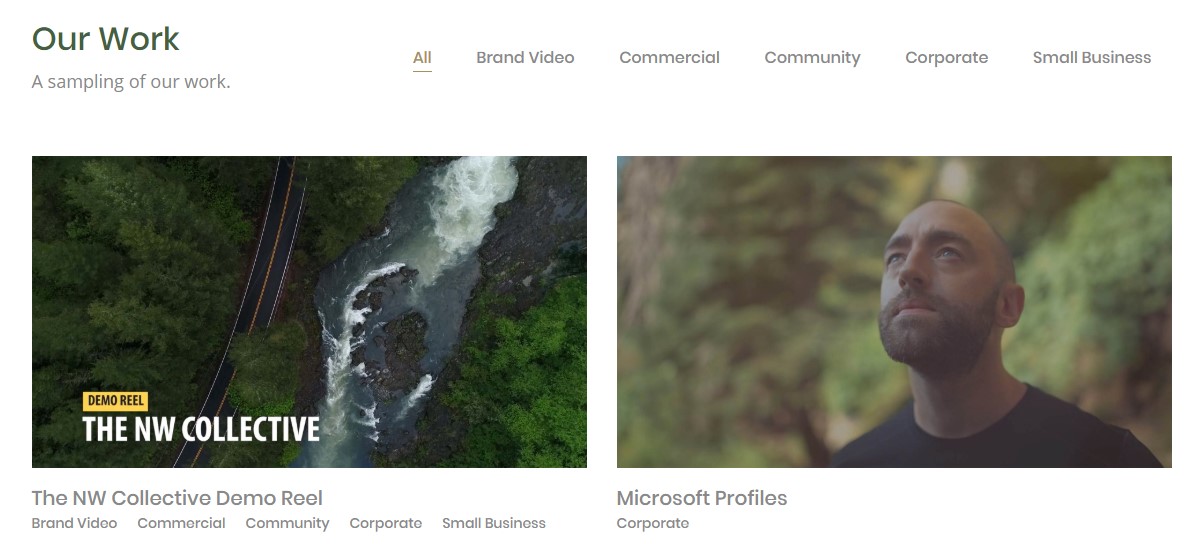 Our Work
A sampling of our work.
All Brand Video Commercial Community Corporate Small Business
DEMO REEL
THE NW COLLECTIVE
The NW Collective Demo Reel
Brand Video Commercial Community Corporate Small Business
Microsoft Profiles
Corporate